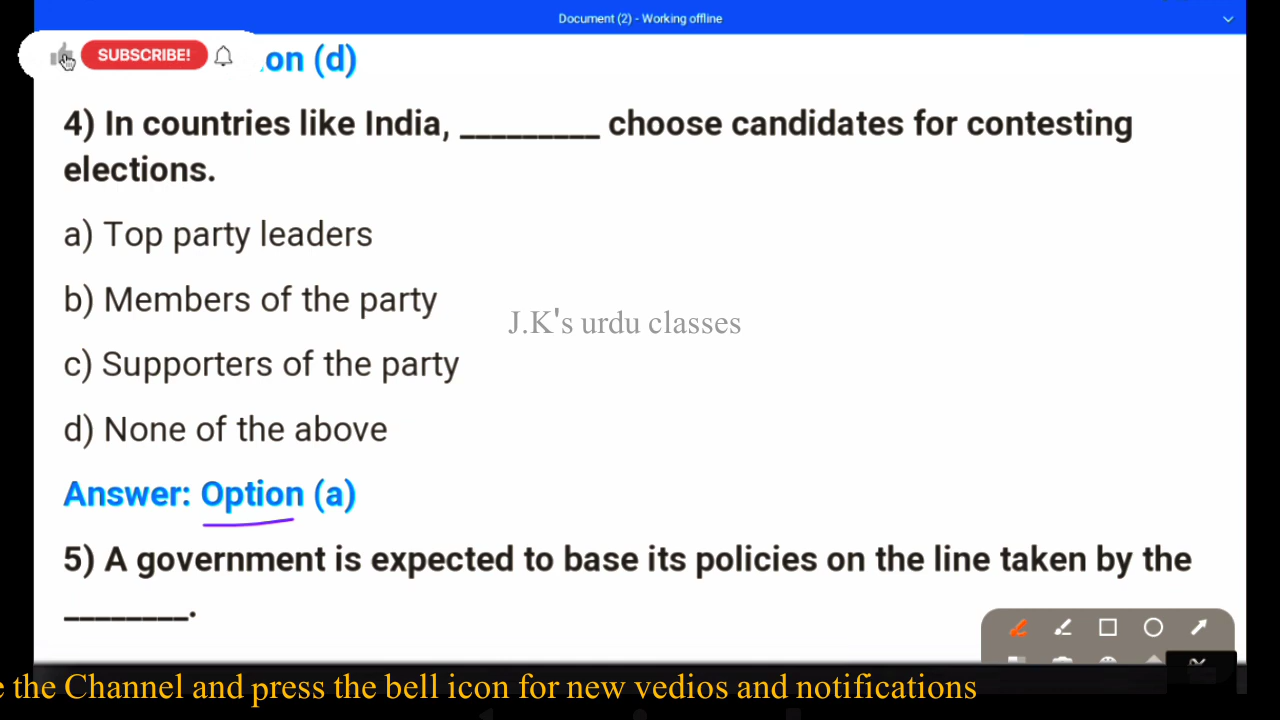 Document (2) - Working offline
SUBSCRIBE!
on (d)
4) In countries like India, _________ choose candidates for contesting
elections.
a) Top party leaders
b) Members of the party
J.K's urdu classes
c) Supporters of the party
d) None of the above
Answer: Option (a)
5) A government is expected to base its policies on the line taken by the
________.
the Channel and press the bell icon for new vedios and notifications